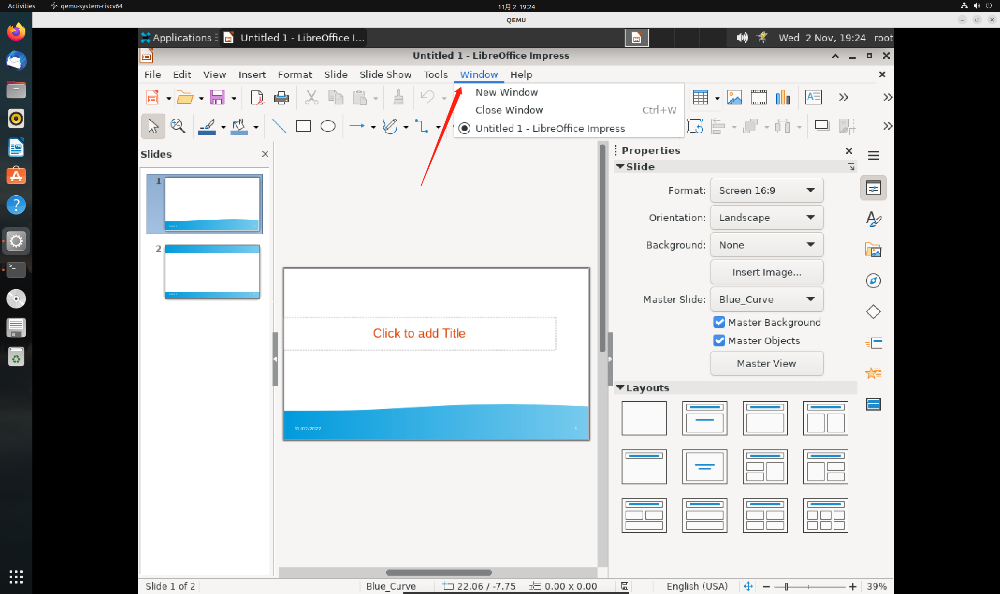 Activities qemu-system-riscv64 11月 2 19:24
QEMU
Applications Untitled 1 - LibreOffice I... Wed 2 Nov, 19:24 root
Untitled 1 - LibreOffice Impress
File Edit View Insert Format Slide Slide Show Tools Window Help
New Window
Close Window Ctrl+W
Untitled 1 - LibreOffice Impress
Slides
1
2
Click to add Title
11/02/2022 1
Properties
Slide
Format: Screen 16:9
Orientation: Landscape
Background: None
Insert Image...
Master Slide: Blue_Curve
Master Background
Master Objects
Master View
Layouts
Slide 1 of 2 Blue_Curve 22.06 / -7.75 0.00 x 0.00 English (USA) 39%